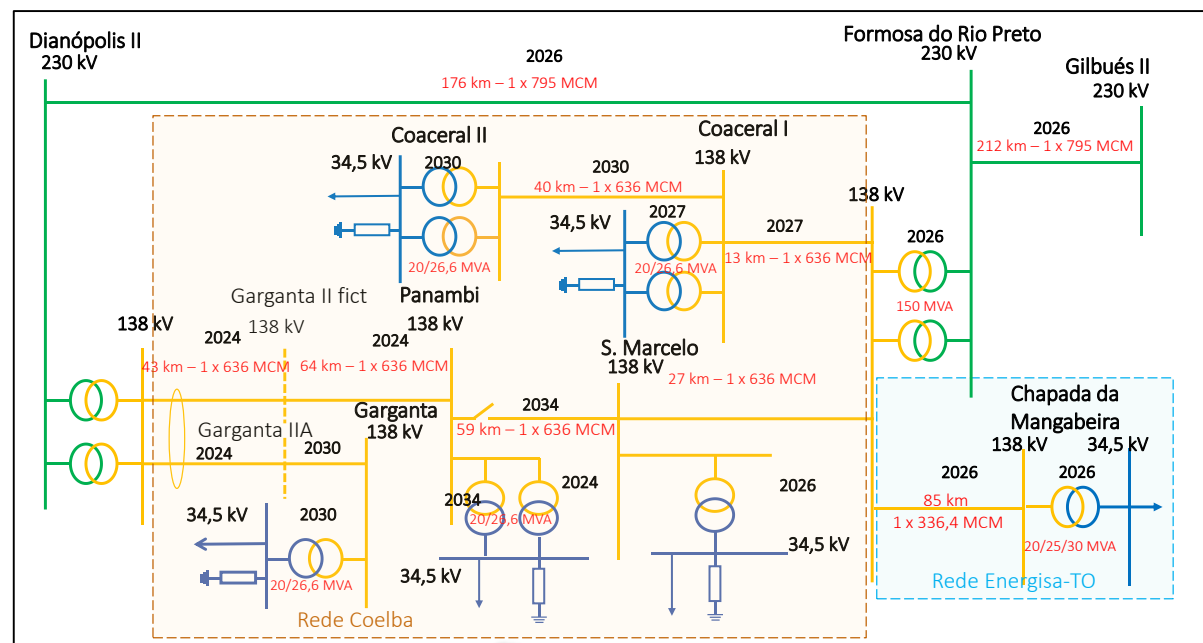 Dianópolis II
230 kV
2026
176 km – 1 x 795 MCM
Formosa do Rio Preto
230 kV
Gilbués II
230 kV
2026
212 km – 1 x 795 MCM
Coaceral II
34,5 kV
2030
20/26,6 MVA
2030
40 km – 1 x 636 MCM
Coaceral I
138 kV
34,5 kV
2027
20/26,6 MVA
2027
13 km – 1 x 636 MCM
138 kV
2026
150 MVA
Garganta II fict
138 kV
138 kV
2024
43 km – 1 x 636 MCM
2024
64 km – 1 x 636 MCM
Panambi
138 kV
S. Marcelo
138 kV
27 km – 1 x 636 MCM
2034
59 km – 1 x 636 MCM
Garganta IIA
2024
2030
Garganta
138 kV
34,5 kV
2030
20/26,6 MVA
2034
2024
20/26,6 MVA
34,5 kV
2026
34,5 kV
Rede Coelba
Chapada da
Mangabeira
138 kV
34,5 kV
2026
85 km
1 x 336,4 MCM
2026
20/25/30 MVA
Rede Energisa-TO